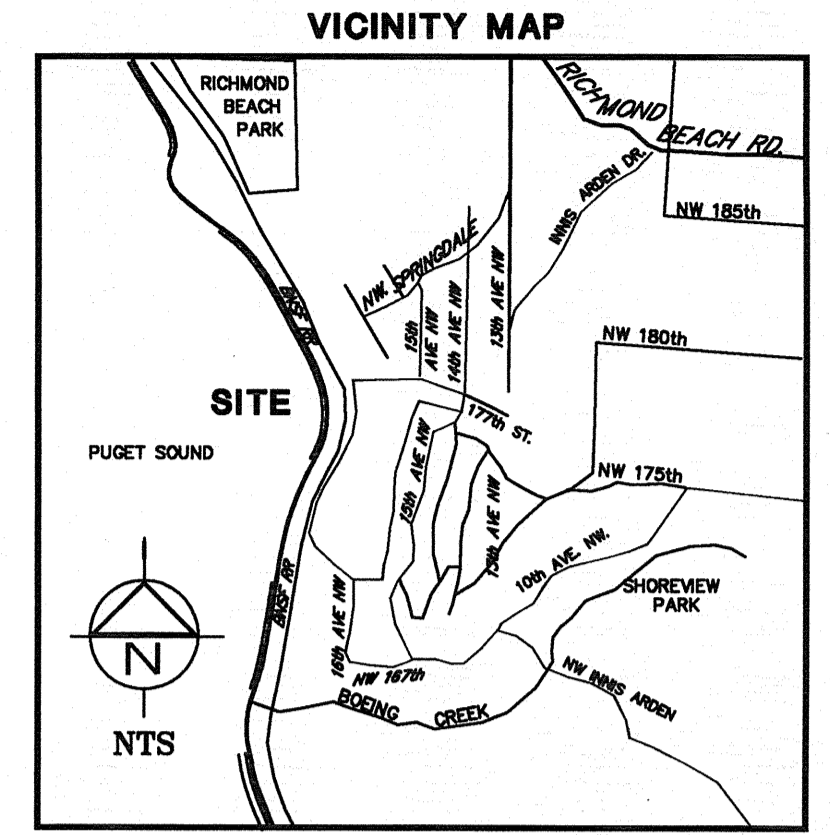 VICINITY MAP
RICHMOND
BEACH
PARK
RICHMOND
BEACH RD.
INNIS ARDEN DR.
NW 185th
NW. SPRINGDALE
BNSF RR
15th
AVE NW
14th AVE NW
13th AVE NW
NW 180th
SITE
177th ST.
PUGET SOUND
15th AVE NW
NW 175th
13th AVE NW
10th AVE. NW.
SHOREVIEW
PARK
BNSF RR
16th AVE NW
NW 167th
NW INNIS ARDEN
BOEING
CREEK
N
NTS